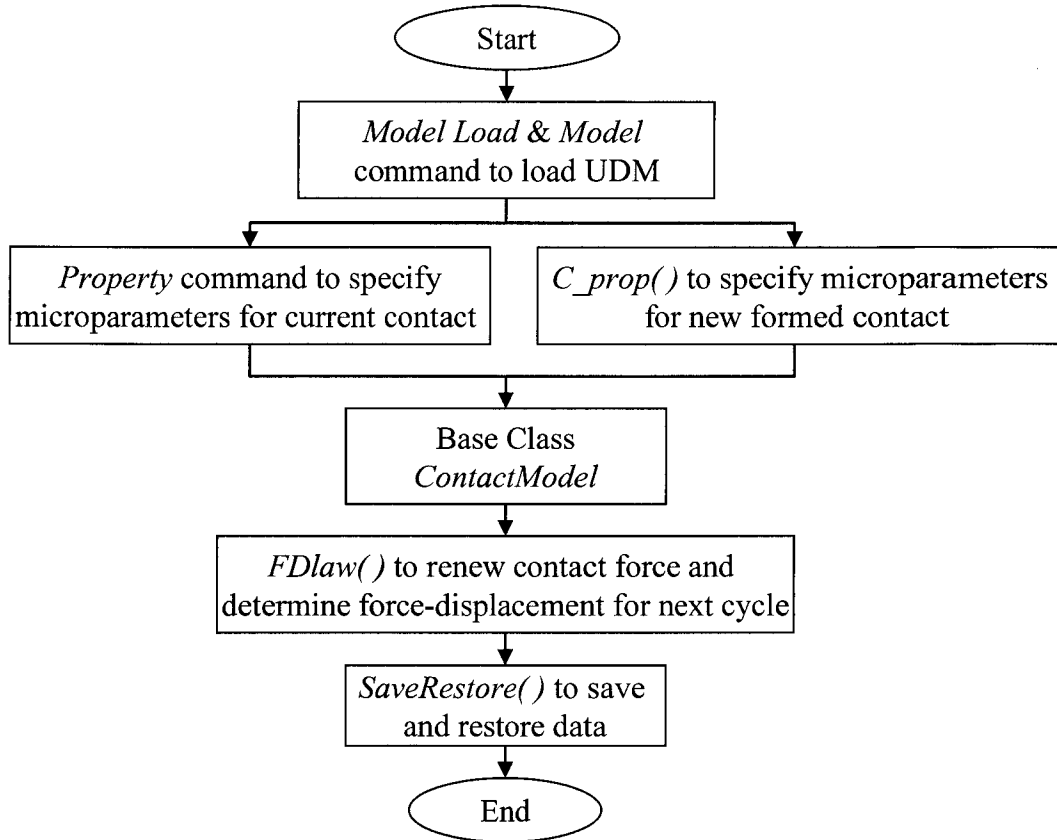 Start
Model Load & Model
command to load UDM
Property command to specify
microparameters for current contact
C_prop( ) to specify microparameters
for new formed contact
Base Class
ContactModel
FDlaw( ) to renew contact force and
determine force-displacement for next cycle
SaveRestore( ) to save
and restore data
End